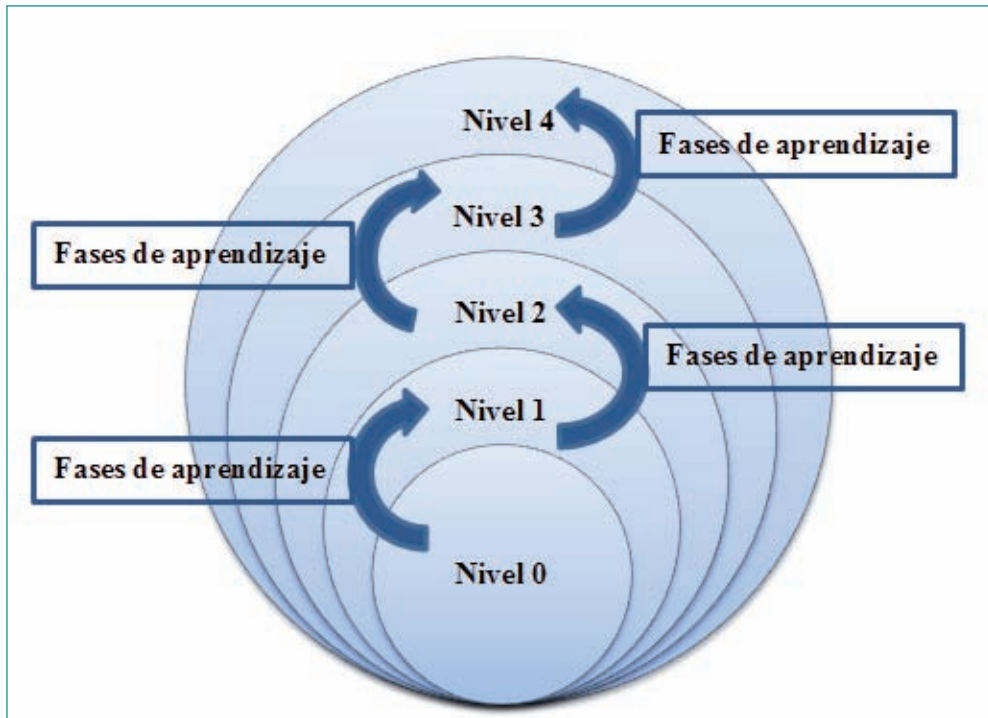 Nivel 4
Fases de aprendizaje
Nivel 3
Fases de aprendizaje
Nivel 2
Fases de aprendizaje
Nivel 1
Fases de aprendizaje
Nivel 0